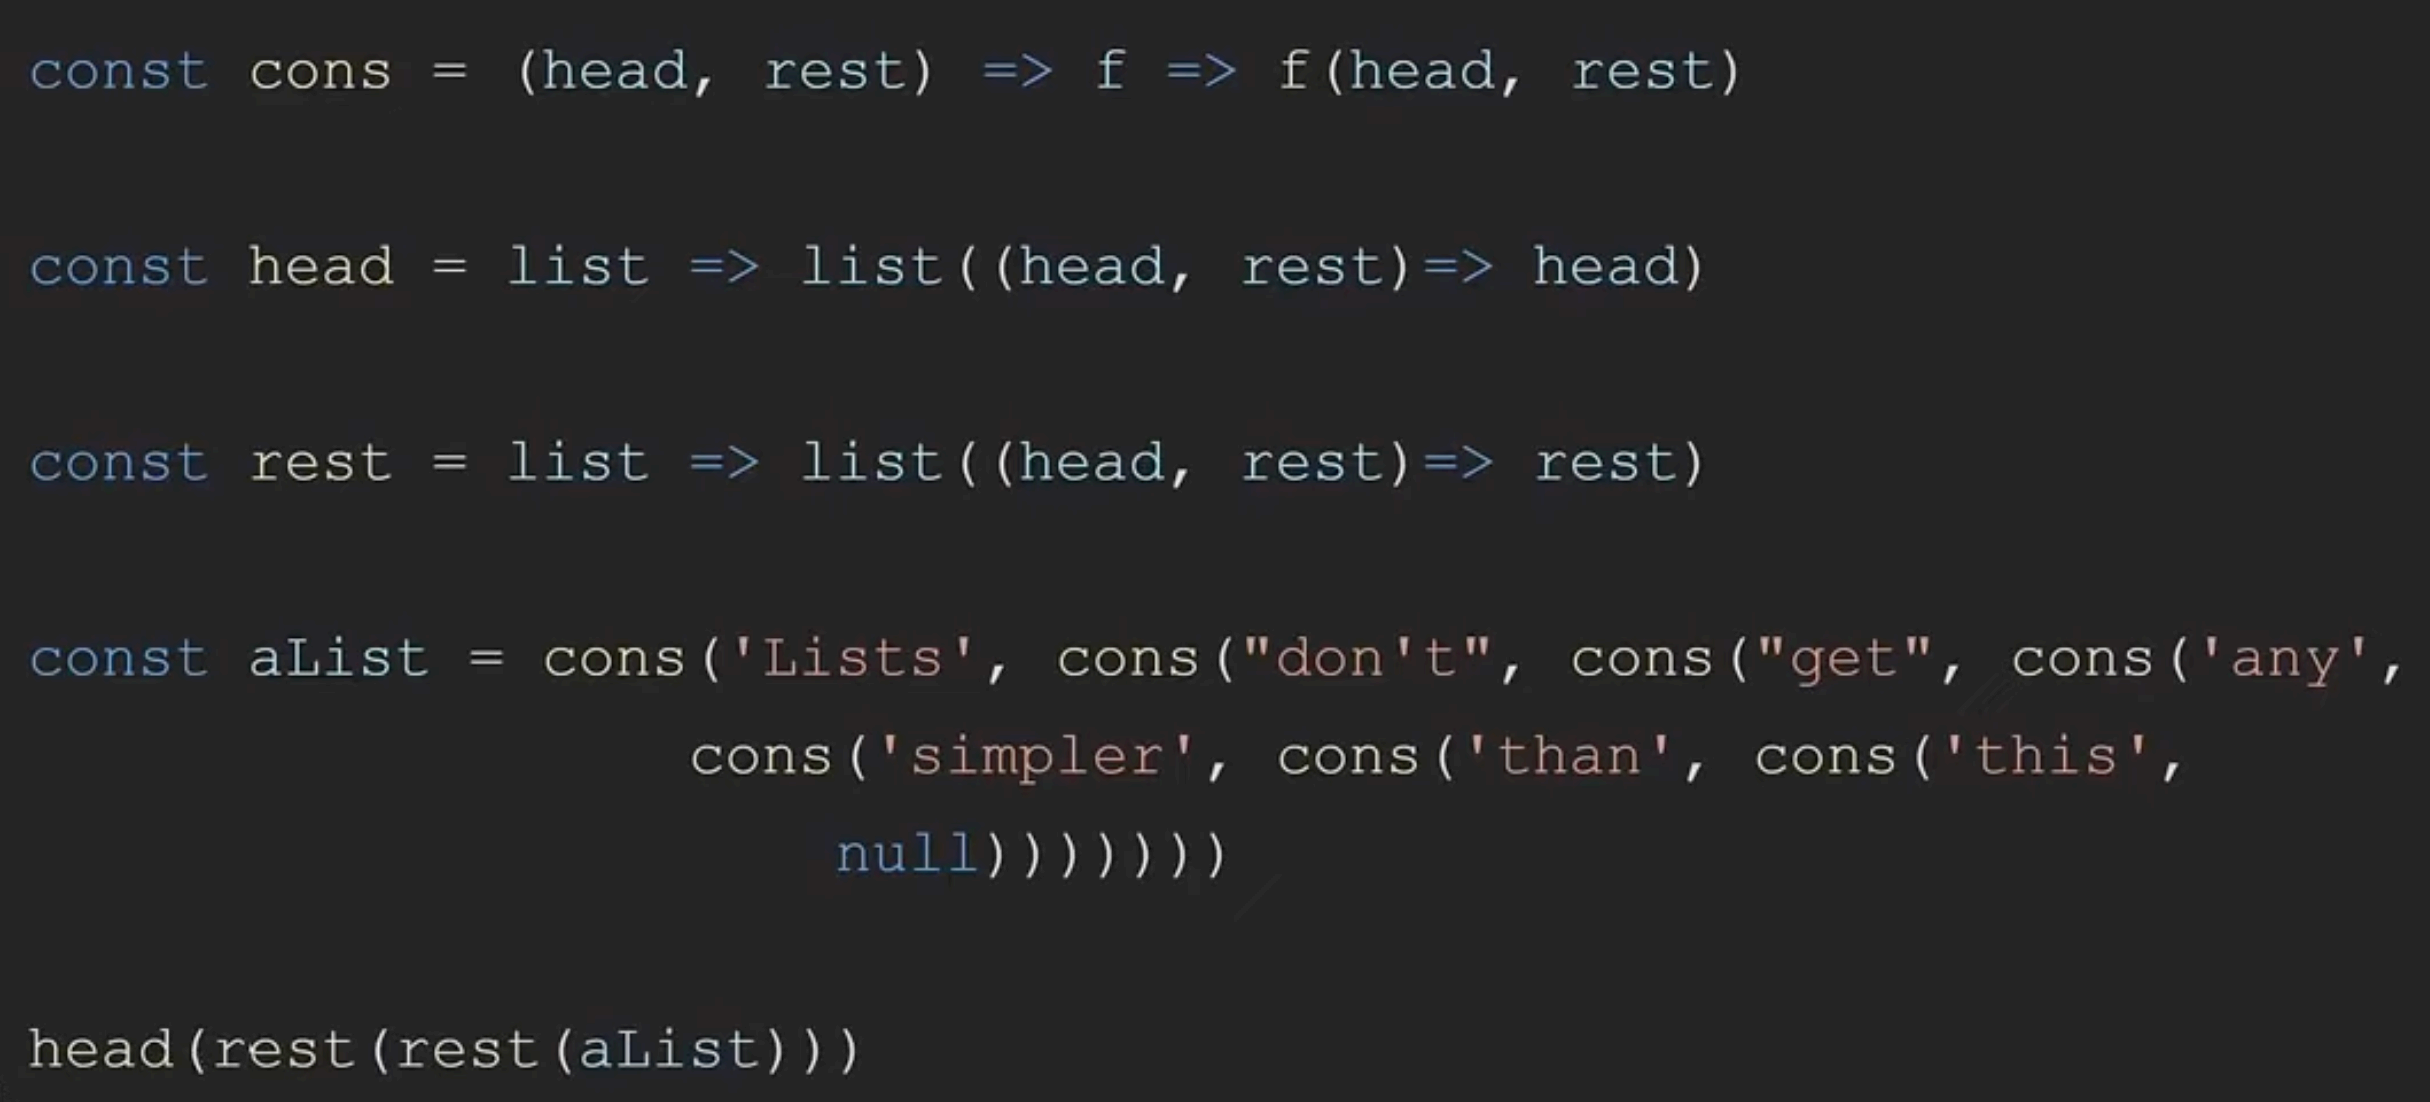 const cons = (head, rest) => f => f(head, rest)
const head = list => list((head, rest)=> head)
const rest = list => list((head, rest)=> rest)
const aList = cons('Lists', cons("don't", cons("get", cons('any',
cons('simpler', cons('than', cons('this',
null)))))))
head(rest(rest(aList)))